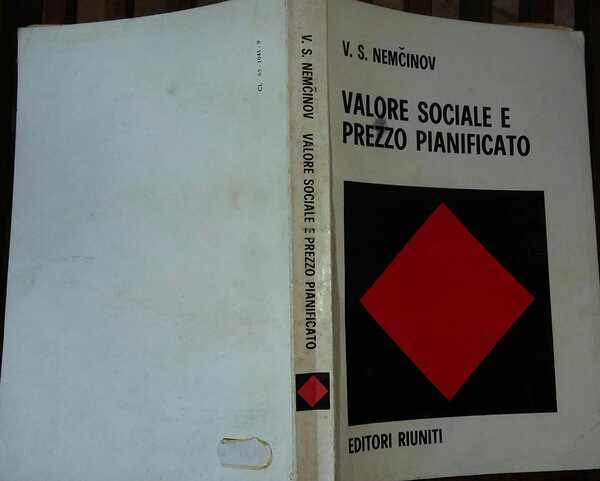 V. S. NEMČINOV
VALORE SOCIALE E
PREZZO PIANIFICATO
EDITORI RIUNITI
V. S. NEMČINOV VALORE SOCIALE E PREZZO PIANIFICATO